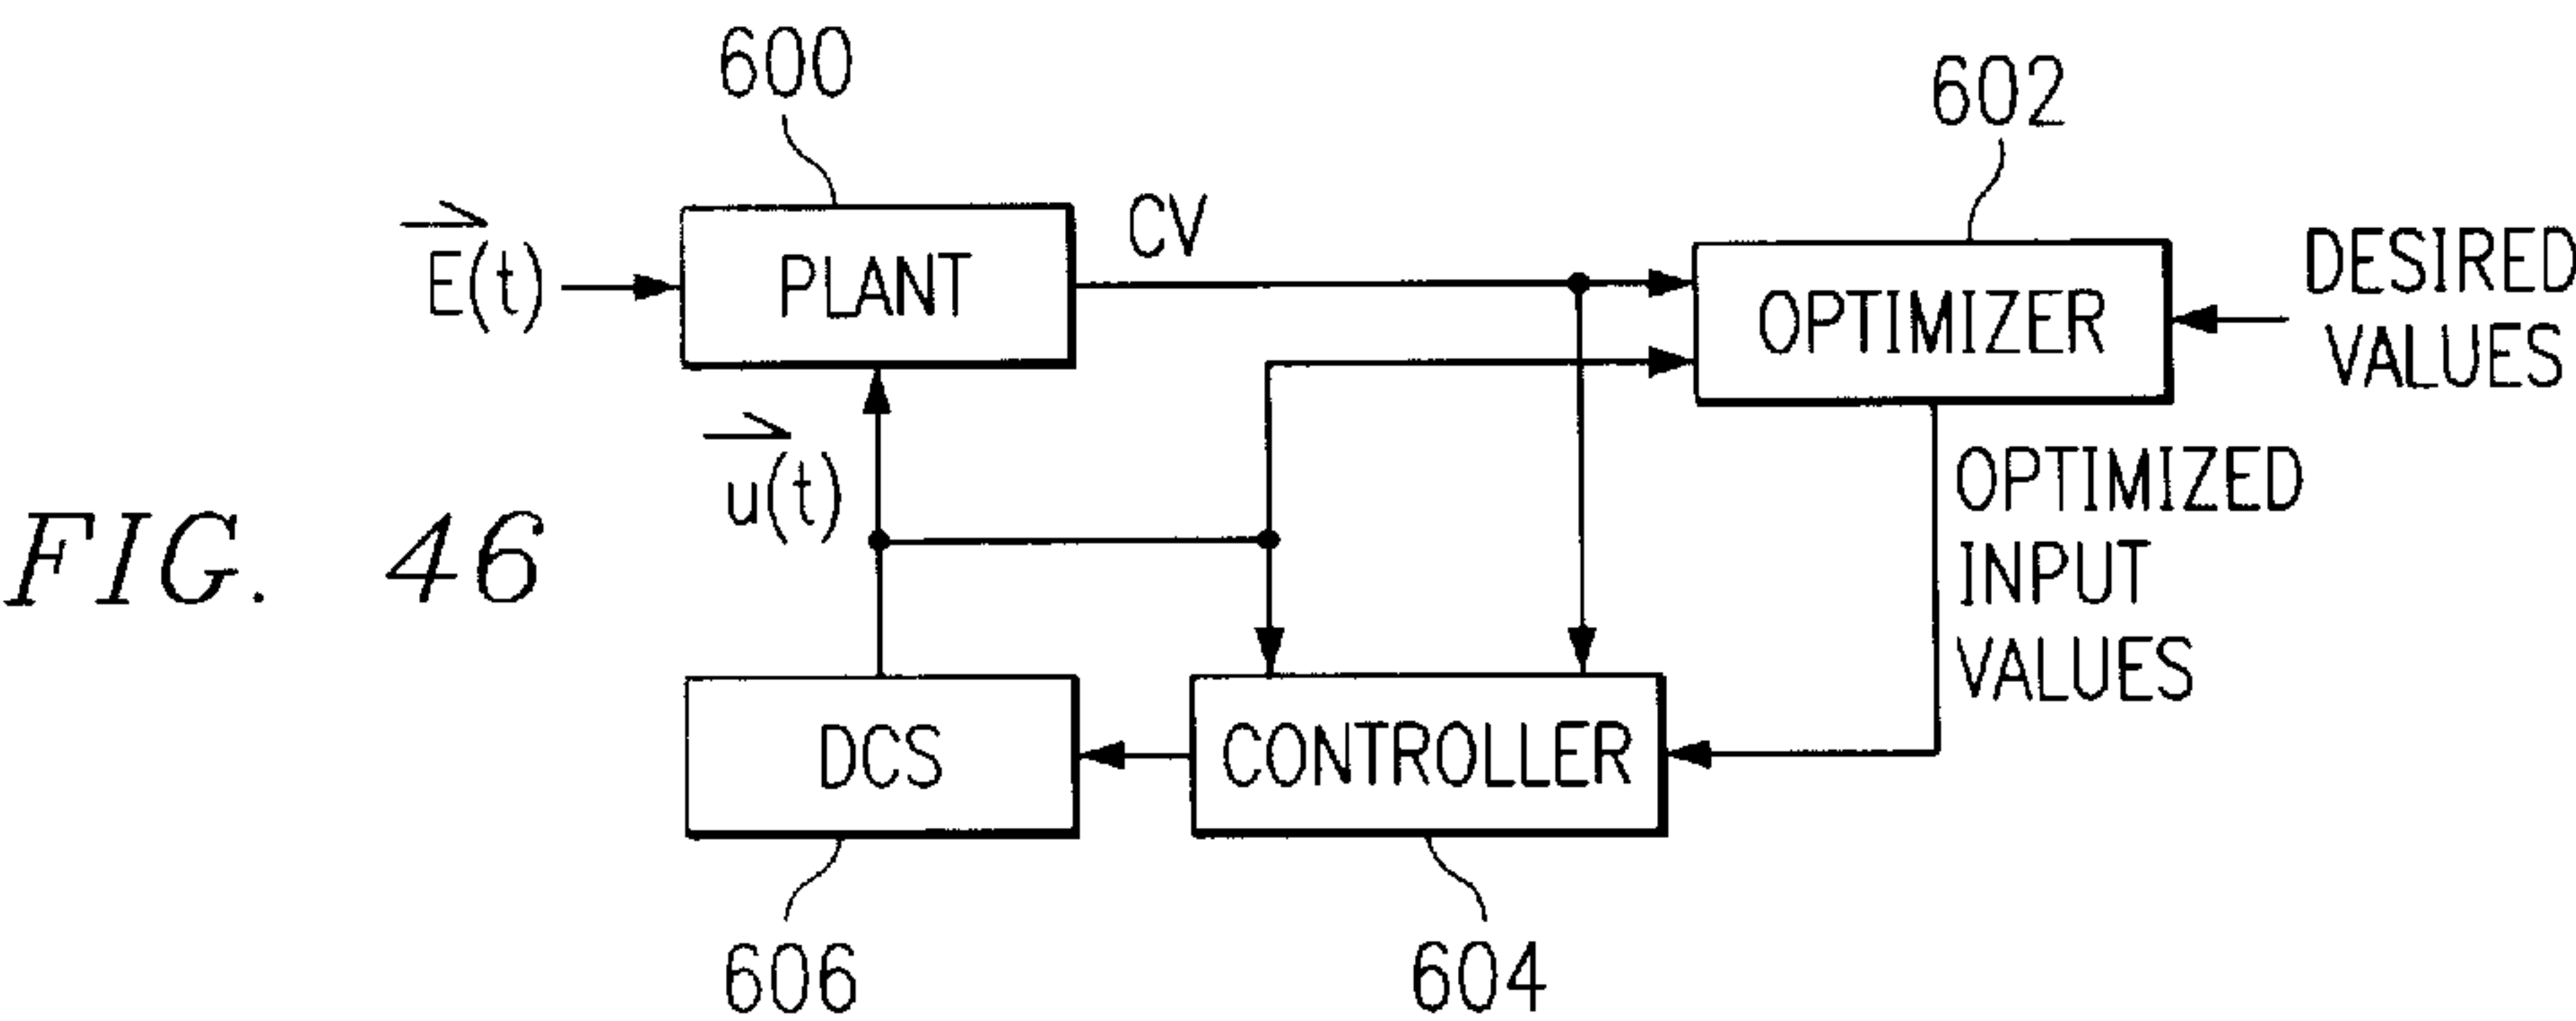 600
602
E(t)
PLANT
CV
OPTIMIZER
DESIRED
VALUES
u(t)
OPTIMIZED
INPUT
VALUES
FIG. 46
DCS
CONTROLLER
606
604